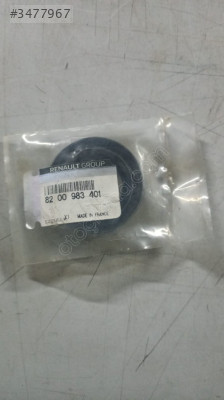 #3477967
RENAULT GROUP
82 00 983 401
MADE IN FRANCE